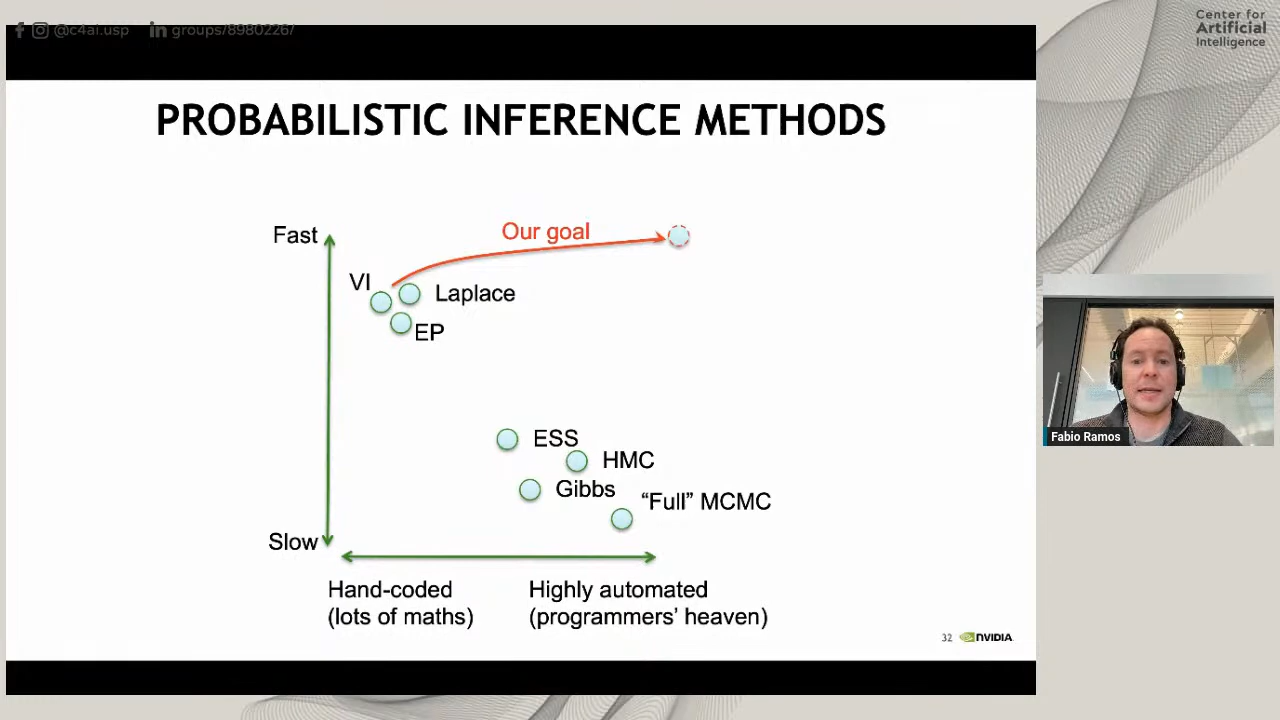 @c4ai.usp
groups/8980226/
Center for
Artificial
Intelligence
PROBABILISTIC INFERENCE METHODS
Fast
Our goal
VI
Laplace
EP
ESS
HMC
Gibbs
“Full” MCMC
Slow
Hand-coded
(lots of maths)
Highly automated
(programmers’ heaven)
32
NVIDIA
Fabio Ramos